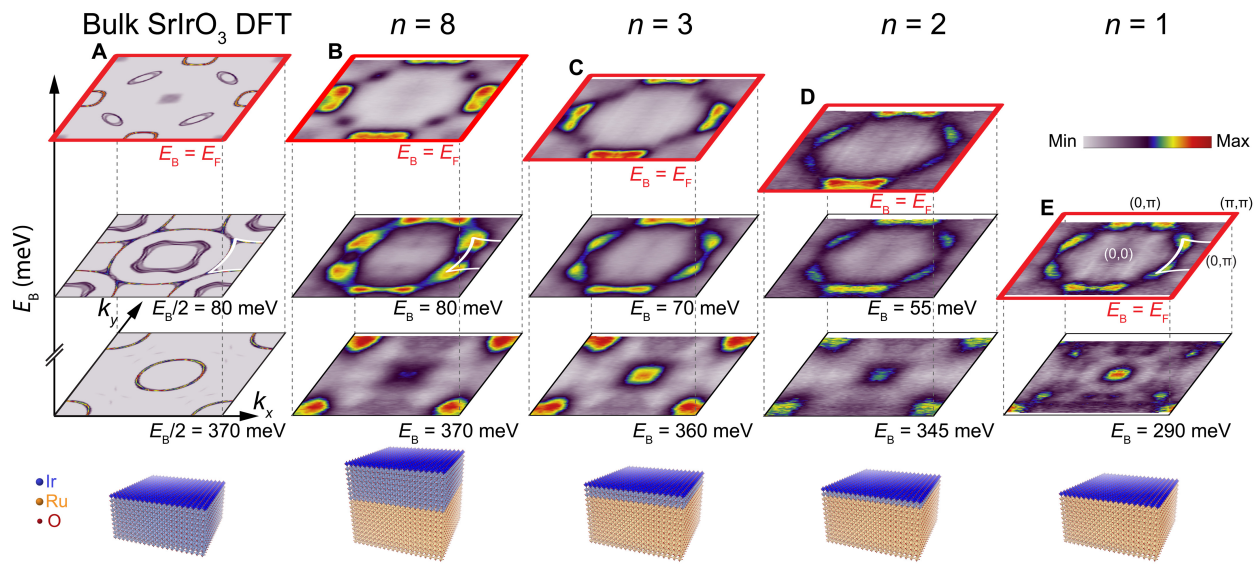 Bulk SrIrO3 DFT
n = 8
n = 3
n = 2
n = 1
A
B
C
D
E
EB = EF
EB = EF
EB = EF
EB = EF
EB = EF
Min
Max
(0,π)
(π,π)
(0,0)
(0,π)
EB (meV)
ky
kx
EB/2 = 80 meV
EB = 80 meV
EB = 70 meV
EB = 55 meV
EB/2 = 370 meV
EB = 370 meV
EB = 360 meV
EB = 345 meV
EB = 290 meV
Ir
Ru
O